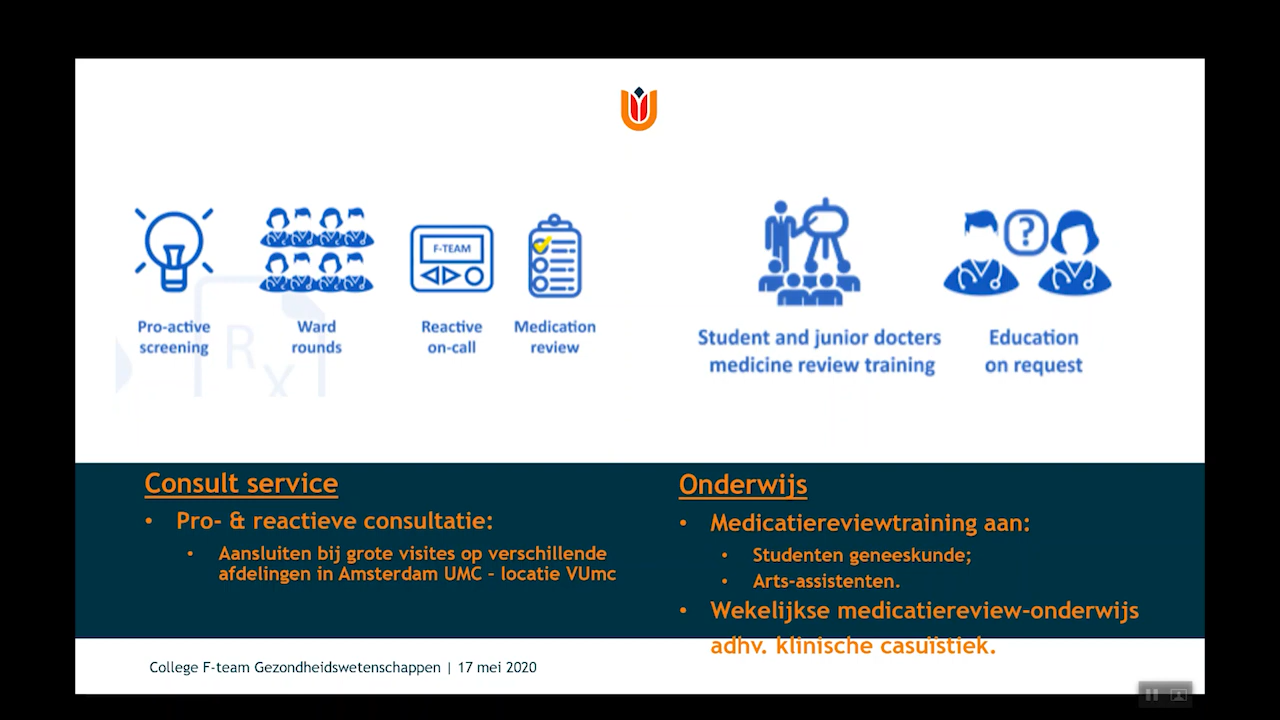 F-TEAM
?
Pro-active
screening
Ward
rounds
Reactive
on-call
Medication
review
Student and junior docters
medicine review training
Education
on request
Rx
Consult service
• Pro- & reactieve consultatie:
• Aansluiten bij grote visites op verschillende
afdelingen in Amsterdam UMC – locatie VUmc
Onderwijs
• Medicatiereviewtraining aan:
• Studenten geneeskunde;
• Arts-assistenten.
• Wekelijkse medicatiereview-onderwijs
adhv. klinische casuïstiek.
College F-team Gezondheidswetenschappen | 17 mei 2020